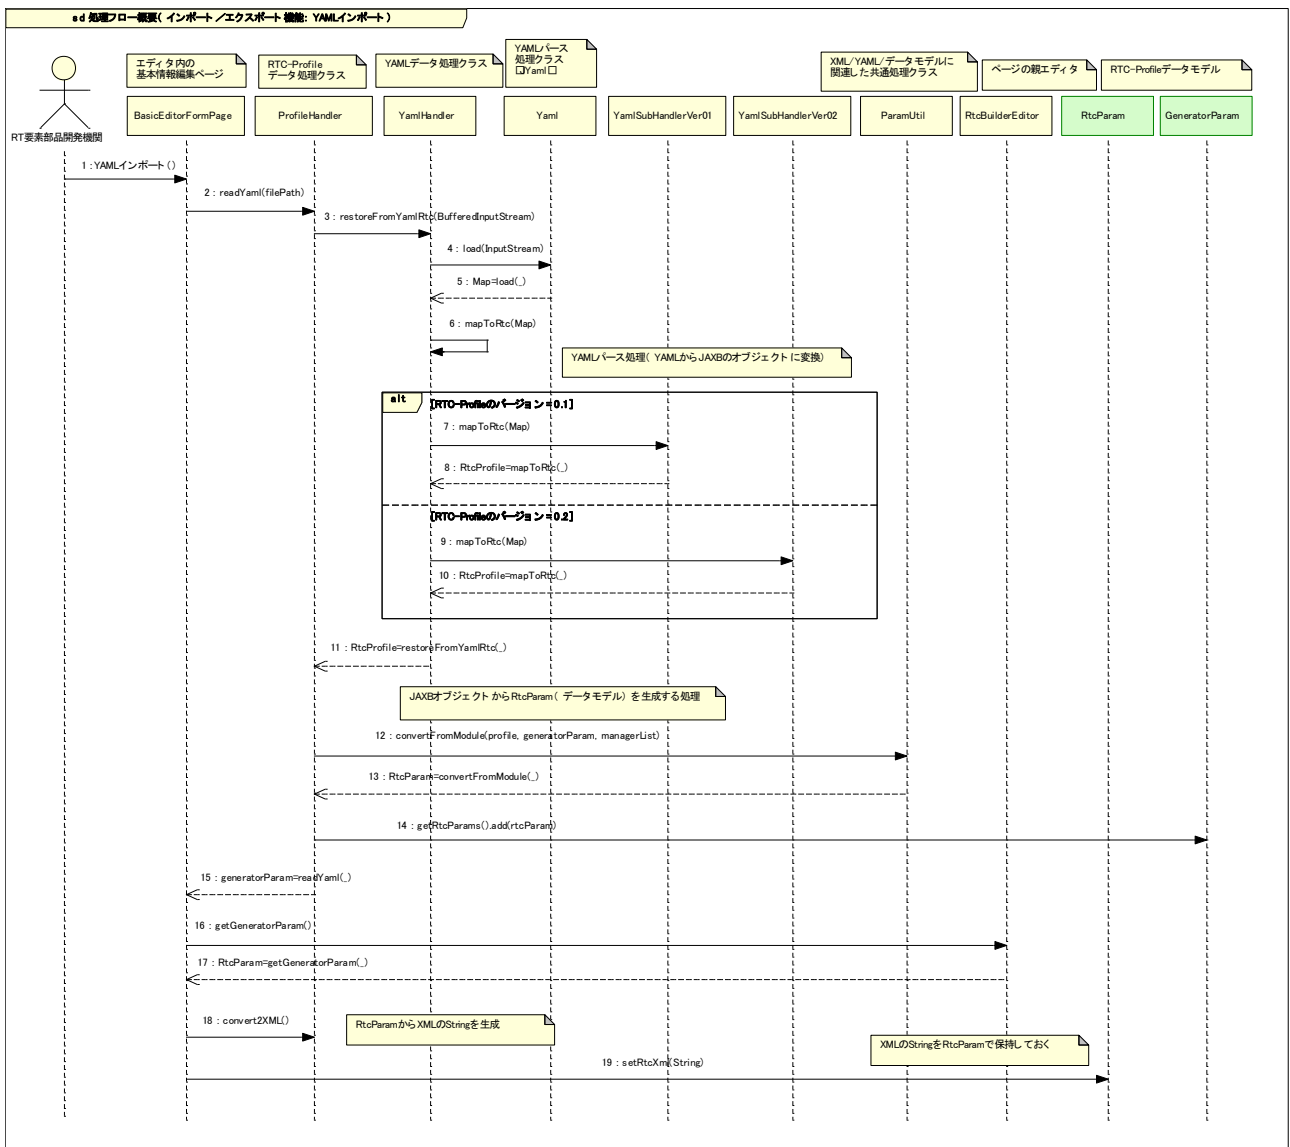 sd 処理フロー概要( インポート/エクスポート機能: YAMLインポート)
エディタ内の
基本情報編集ページ
RTC-Profile
データ処理クラス
YAMLデータ処理クラス
YAMLパース
処理クラス
□JYaml□
XML/YAML/データモデルに
関連した共通処理クラス
ページの親エディタ
RTC-Profileデータモデル
RT要素部品開発機関
BasicEditorFormPage
ProfileHandler
YamlHandler
Yaml
YamlSubHandlerVer01
YamlSubHandlerVer02
ParamUtil
RtcBuilderEditor
RtcParam
GeneratorParam
1 : YAMLインポート()
2 : readYaml(filePath)
3 : restoreFromYamlRtc(BufferedInputStream)
4 : load(InputStream)
5 : Map=load(_)
6 : mapToRtc(Map)
YAMLパース処理( YAMLからJAXBのオブジェクトに変換)
alt
[RTC-Profileのバージョン=0.1]
7 : mapToRtc(Map)
8 : RtcProfile=mapToRtc(_)
[RTC-Profileのバージョン=0.2]
9 : mapToRtc(Map)
10 : RtcProfile=mapToRtc(_)
11 : RtcProfile=restoreFromYamlRtc(_)
JAXBオブジェクトからRtcParam( データモデル) を生成する処理
12 : convertFromModule(profile, generatorParam, managerList)
13 : RtcParam=convertFromModule(_)
14 : getRtcParams().add(rtcParam)
15 : generatorParam=readYaml(_)
16 : getGeneratorParam()
17 : RtcParam=getGeneratorParam(_)
18 : convert2XML()
RtcParamからXMLのStringを生成
XMLのStringをRtcParamで保持しておく
19 : setRtcXml(String)